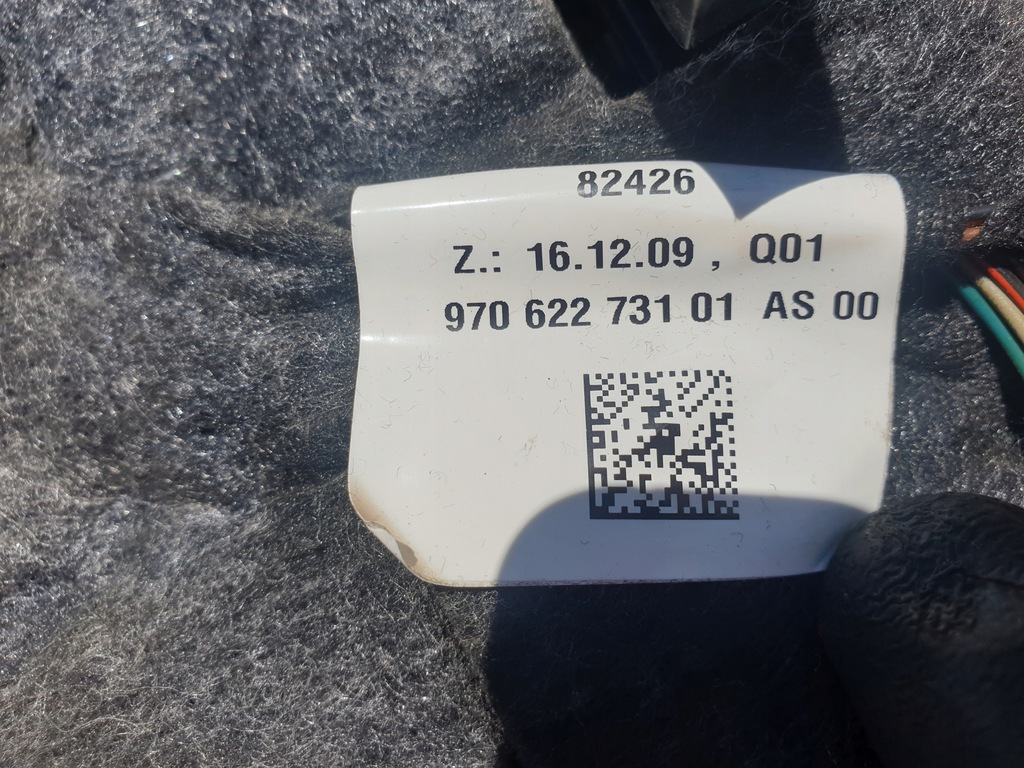 82426
Z.: 16.12.09 , Q01
970 622 731 01 AS 00